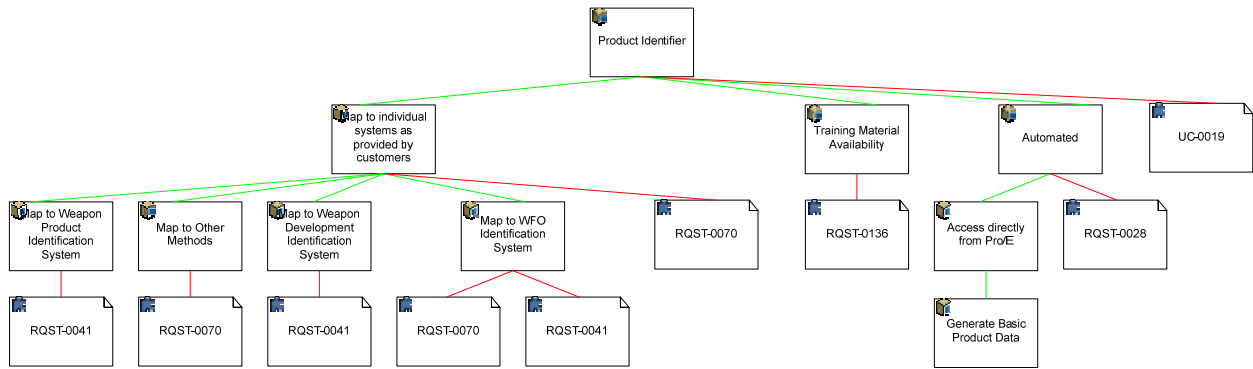 Product Identifier
Map to individual
systems as
provided by
customers
Training Material
Availability
Automated
UC-0019
Map to Weapon
Product
Identification
System
Map to Other
Methods
Map to Weapon
Development
Identification
System
Map to WFO
Identification
System
RQST-0070
RQST-0136
Access directly
from Pro/E
RQST-0028
RQST-0041
RQST-0070
RQST-0041
RQST-0070
RQST-0041
Generate Basic
Product Data